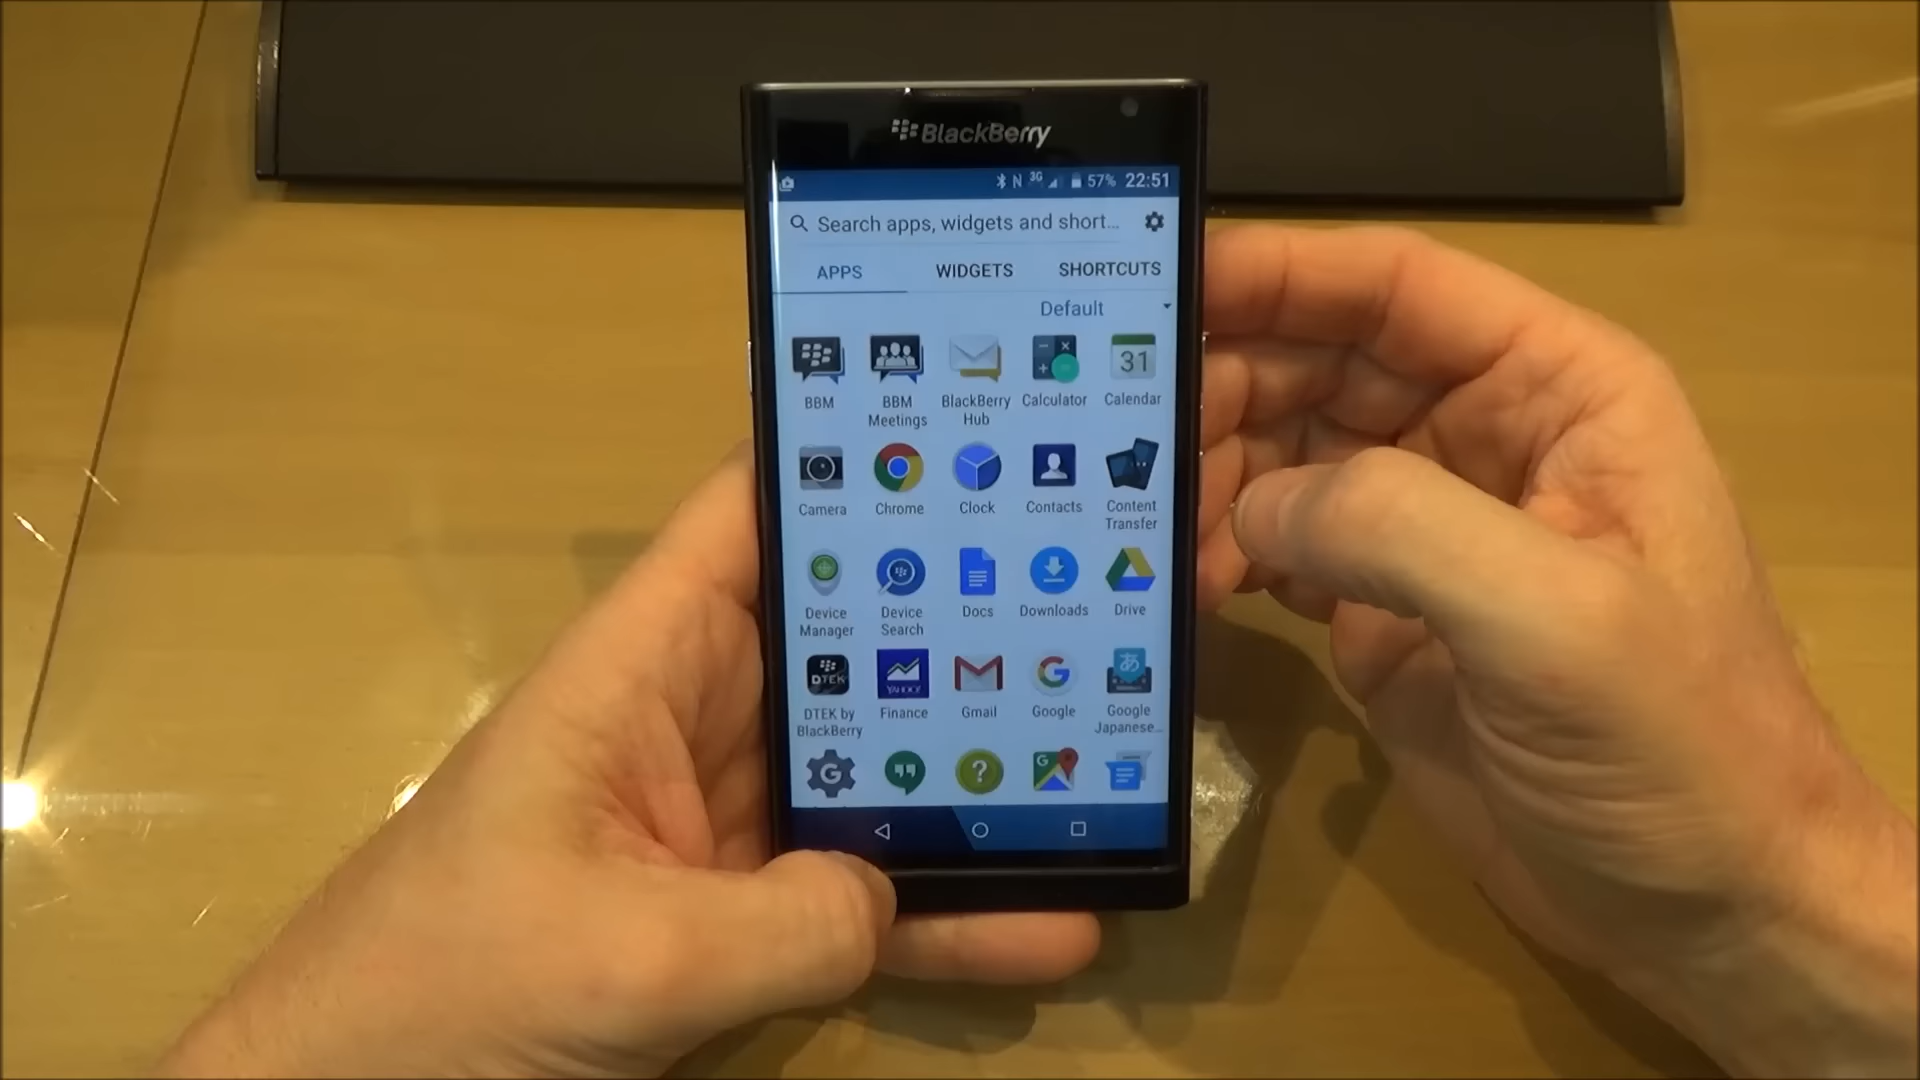 BlackBerry
N 3G 57% 22:51
Search apps, widgets and short...
APPS WIDGETS SHORTCUTS
Default
31
BBM BBM Meetings BlackBerry Hub Calculator Calendar
Camera Chrome Clock Contacts Content Transfer
Device Manager Device Search Docs Downloads Drive
DTEK YAHOO! G あ
DTEK by BlackBerry Finance Gmail Google Google Japanese...
G ? G